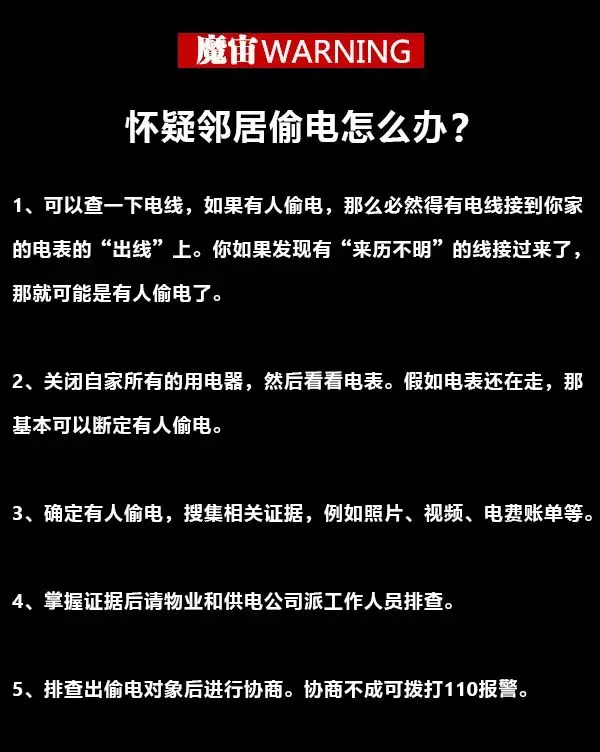 魔宙WARNING
怀疑邻居偷电怎么办？
1、可以查一下电线，如果有人偷电，那么必然得有电线接到你家
的电表的“出线”上。你如果发现有“来历不明”的线接过来了，
那就可能是有人偷电了。
2、关闭自家所有的用电器，然后看看电表。假如电表还在走，那
基本可以断定有人偷电。
3、确定有人偷电，搜集相关证据，例如照片、视频、电费账单等。
4、掌握证据后请物业和供电公司派工作人员排查。
5、排查出偷电对象后进行协商。协商不成可拨打110报警。